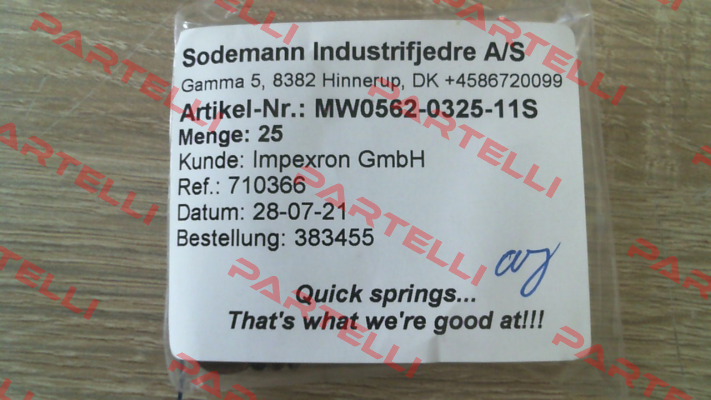 Sodemann Industrifjedre A/S
Gamma 5, 8382 Hinnerup, DK +4586720099
Artikel-Nr.: MW0562-0325-11S
Menge: 25
Kunde: Impexron GmbH
Ref.: 710366
Datum: 28-07-21
Bestellung: 383455
Quick springs...
That's what we're good at!!!
PARTELLI
PARTELLI
PARTELLI
PARTELLI
PARTELLI
PARTELLI
PARTELLI
PARTELLI